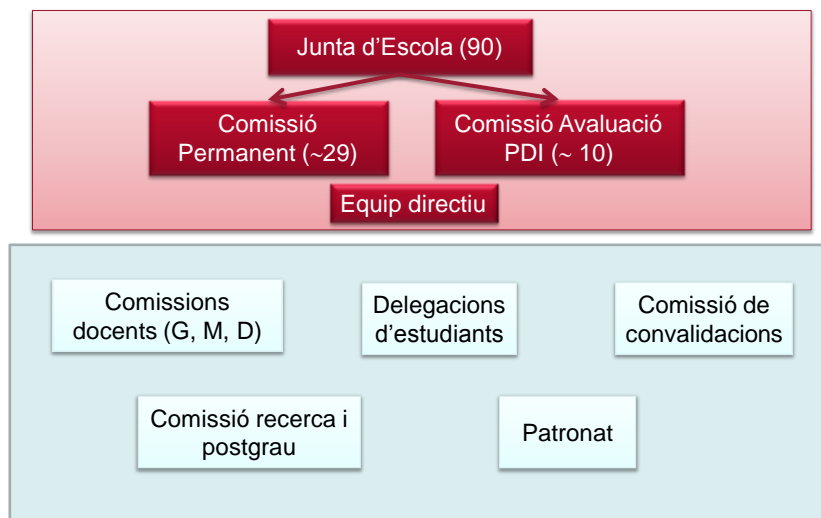 Junta d’Escola (90)
Comissió
Permanent (~29)
Comissió Avaluació
PDI (~ 10)
Equip directiu
Comissions
docents (G, M, D)
Delegacions
d’estudiants
Comissió de
convalidacions
Comissió recerca i
postgrau
Patronat